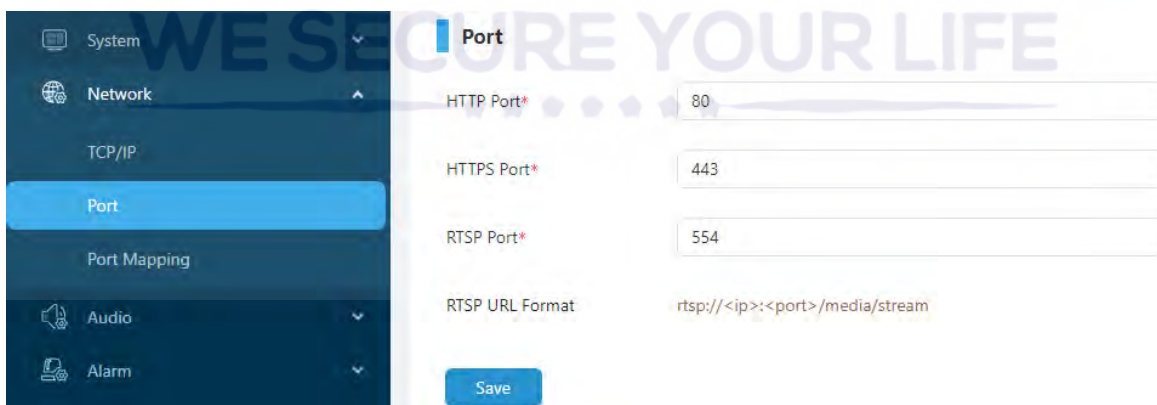 WE SECURE YOUR LIFE
System
Network
TCP/IP
Port
Port Mapping
Audio
Alarm
Port
HTTP Port* 80
HTTPS Port* 443
RTSP Port* 554
RTSP URL Format rtsp://<ip>:<port>/media/stream
Save